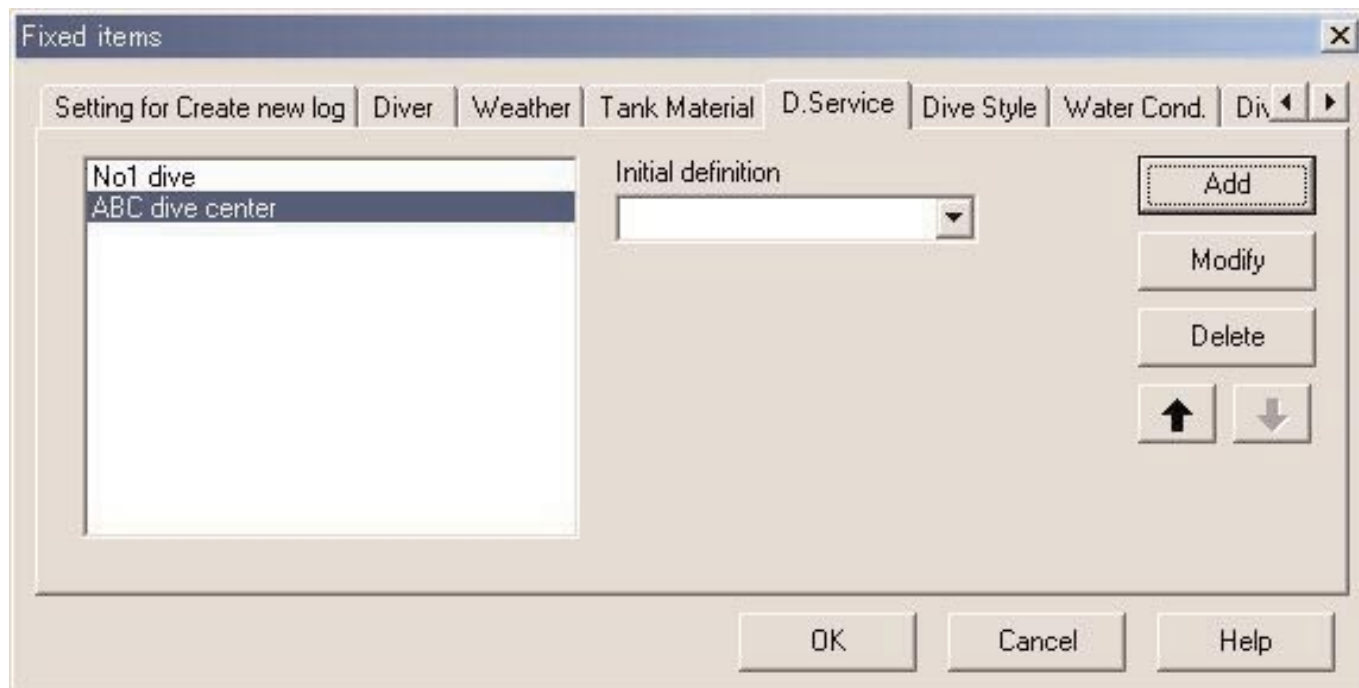 Fixed items
Setting for Create new log Diver Weather Tank Material D.Service Dive Style Water Cond.
No1 dive
ABC dive center
Initial definition
Add
Modify
Delete
OK Cancel Help